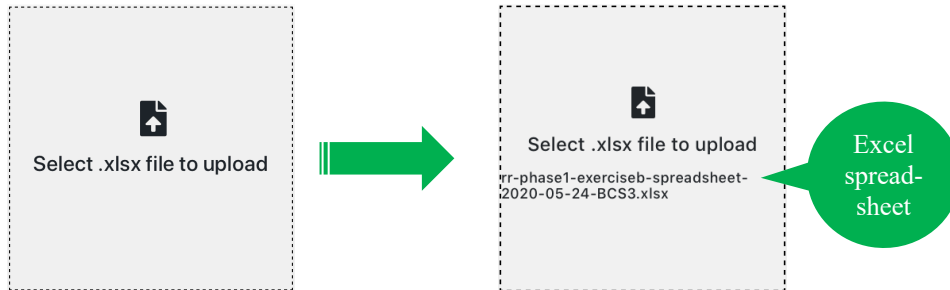 Select .xlsx file to upload
Select .xlsx file to upload
rr-phase1-exerciseb-spreadsheet-
2020-05-24-BCS3.xlsx
Excel
spread-
sheet